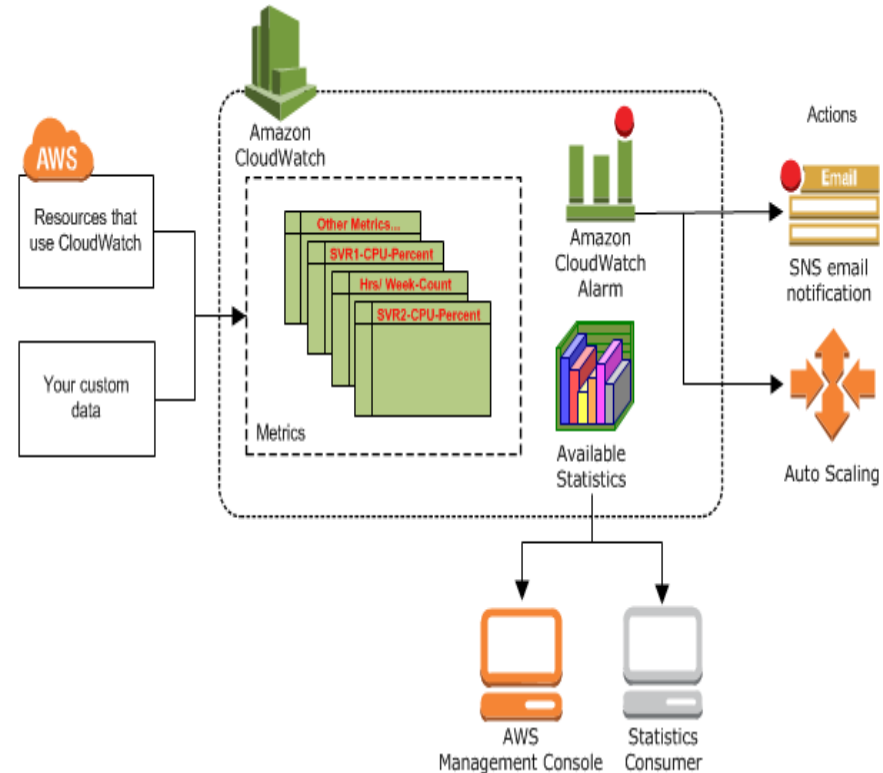 Amazon
CloudWatch
AWS
Resources that
use CloudWatch
Your custom
data
Other Metrics...
SVR1-CPU-Percent
Hrs/ Week-Count
SVR2-CPU-Percent
Metrics
Amazon
CloudWatch
Alarm
Available
Statistics
Actions
Email
SNS email
notification
Auto Scaling
AWS
Management Console
Statistics
Consumer